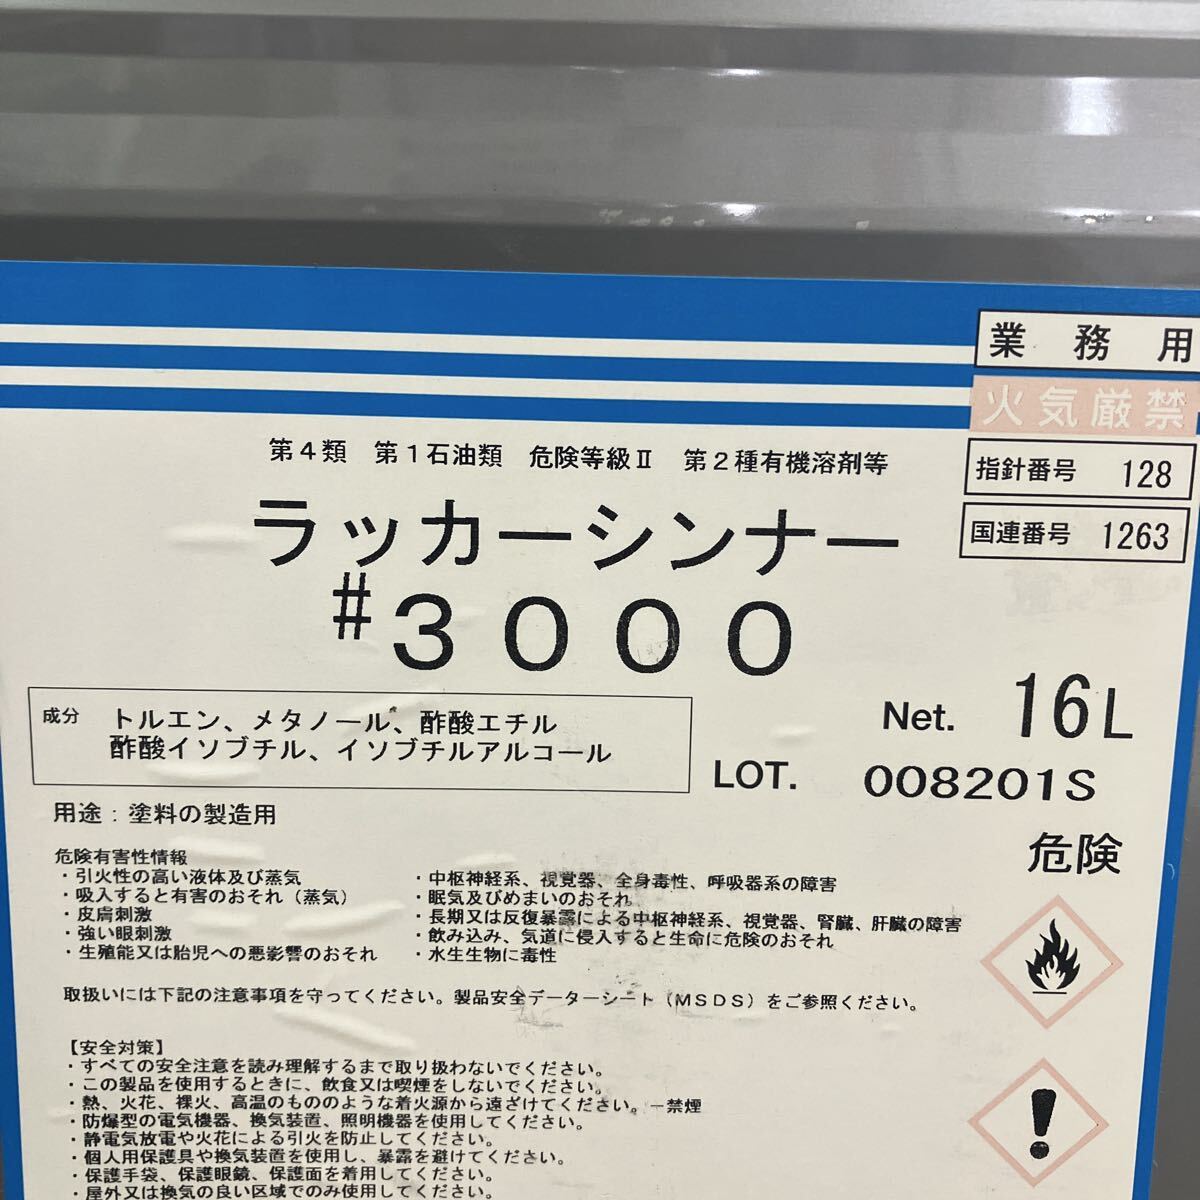 業務用
火気厳禁
第4類 第1石油類 危険等級Ⅱ 第2種有機溶剤等
指針番号 128
国連番号 1263
ラッカーシンナー
#3000
成分 トルエン、メタノール、酢酸エチル
酢酸イソブチル、イソブチルアルコール
Net. 16L
LOT. 008201S
用途:塗料の製造用
危険
危険有害性情報
・引火性の高い液体及び蒸気
・吸入すると有害のおそれ(蒸気)
・皮膚刺激
・強い眼刺激
・生殖能又は胎児への悪影響のおそれ
・中枢神経系、視覚器、全身毒性、呼吸器系の障害
・眠気及びめまいのおそれ
・長期又は反復暴露による中枢神経系、視覚器、腎臓、肝臓の障害
・飲み込み、気道に侵入すると生命に危険のおそれ
・水生生物に毒性
取扱いには下記の注意事項を守ってください。製品安全データーシート(MSDS)をご参照ください。
【安全対策】
・すべての安全注意を読み理解するまで取り扱わないでください。
・この製品を使用するときに、飲食又は喫煙をしないでください。
・熱、火花、裸火、高温のもののような着火源から遠ざけてください。-禁煙
・防爆型の電気機器、換気装置、照明機器を使用してください。
・静電気放電や火花による引火を防止してください。
・個人用保護具や換気装置を使用し、暴露を避けてください。
・保護手袋、保護眼鏡、保護面を着用してください。
・屋外又は換気の良い区域でのみ使用してください。